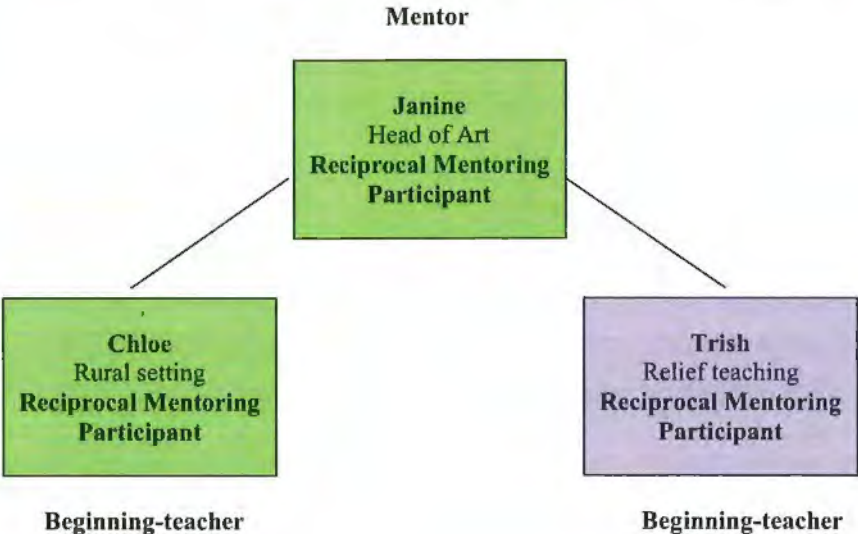 Mentor
Janine
Head of Art
Reciprocal Mentoring
Participant
Chloe
Rural setting
Reciprocal Mentoring
Participant
Trish
Relief teaching
Reciprocal Mentoring
Participant
Beginning-teacher
Beginning-teacher